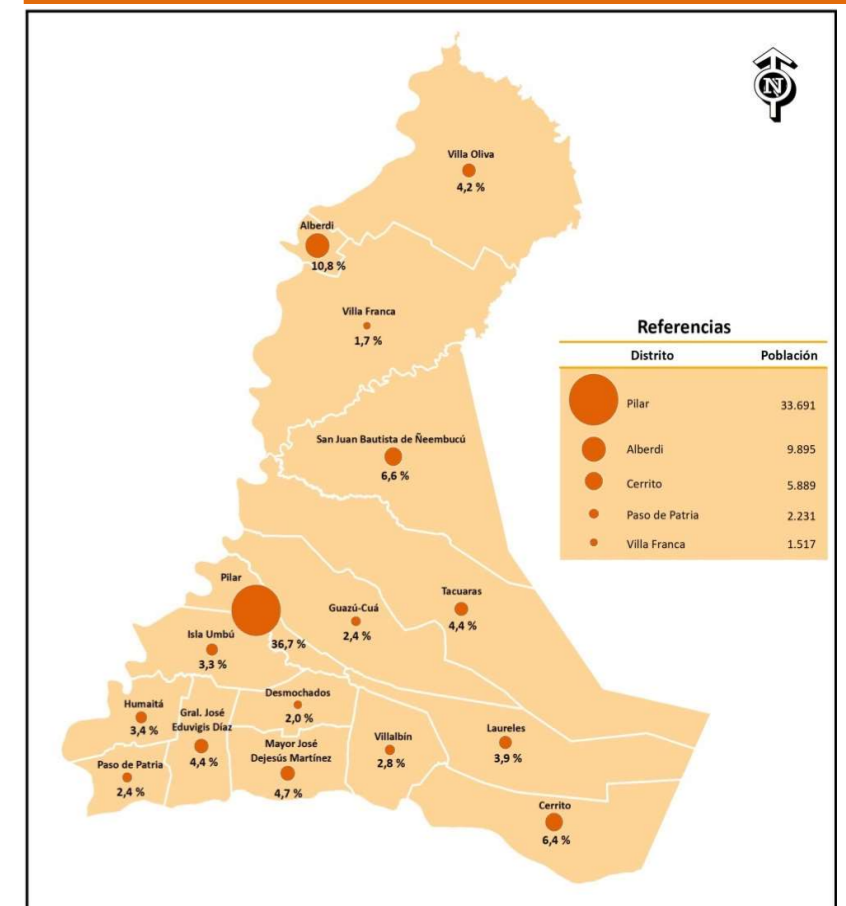 N
Villa Oliva
4,2 %
Alberdi
10,8 %
Villa Franca
1,7 %
Referencias
Distrito Población
Pilar 33.691
Alberdi 9.895
Cerrito 5.889
Paso de Patria 2.231
Villa Franca 1.517
San Juan Bautista de Ñeembucú
6,6 %
Pilar
36,7 %
Guazú-Cuá
2,4 %
Tacuaras
4,4 %
Isla Umbú
3,3 %
Humaitá
3,4 %
Gral. José
Eduvigis Díaz
4,4 %
Desmochados
2,0 %
Paso de Patria
2,4 %
Mayor José
Dejesús Martínez
4,7 %
Villalbín
2,8 %
Laureles
3,9 %
Cerrito
6,4 %